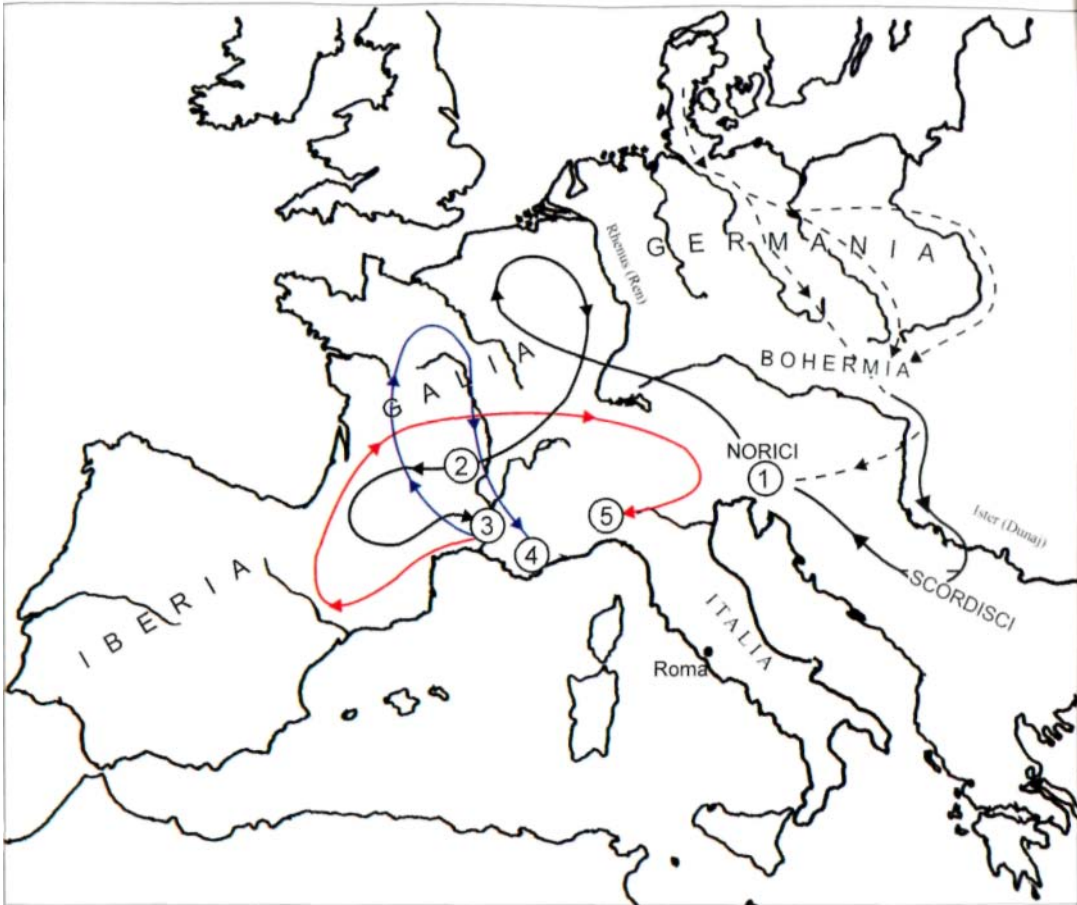 Rhenus (Ren)
GERMANIA
BOHERMIA
GALIA
NORICI
1
2
3
5
4
Ister (Dunaj)
SCORDISCI
IBERIA
ITALIA
Roma